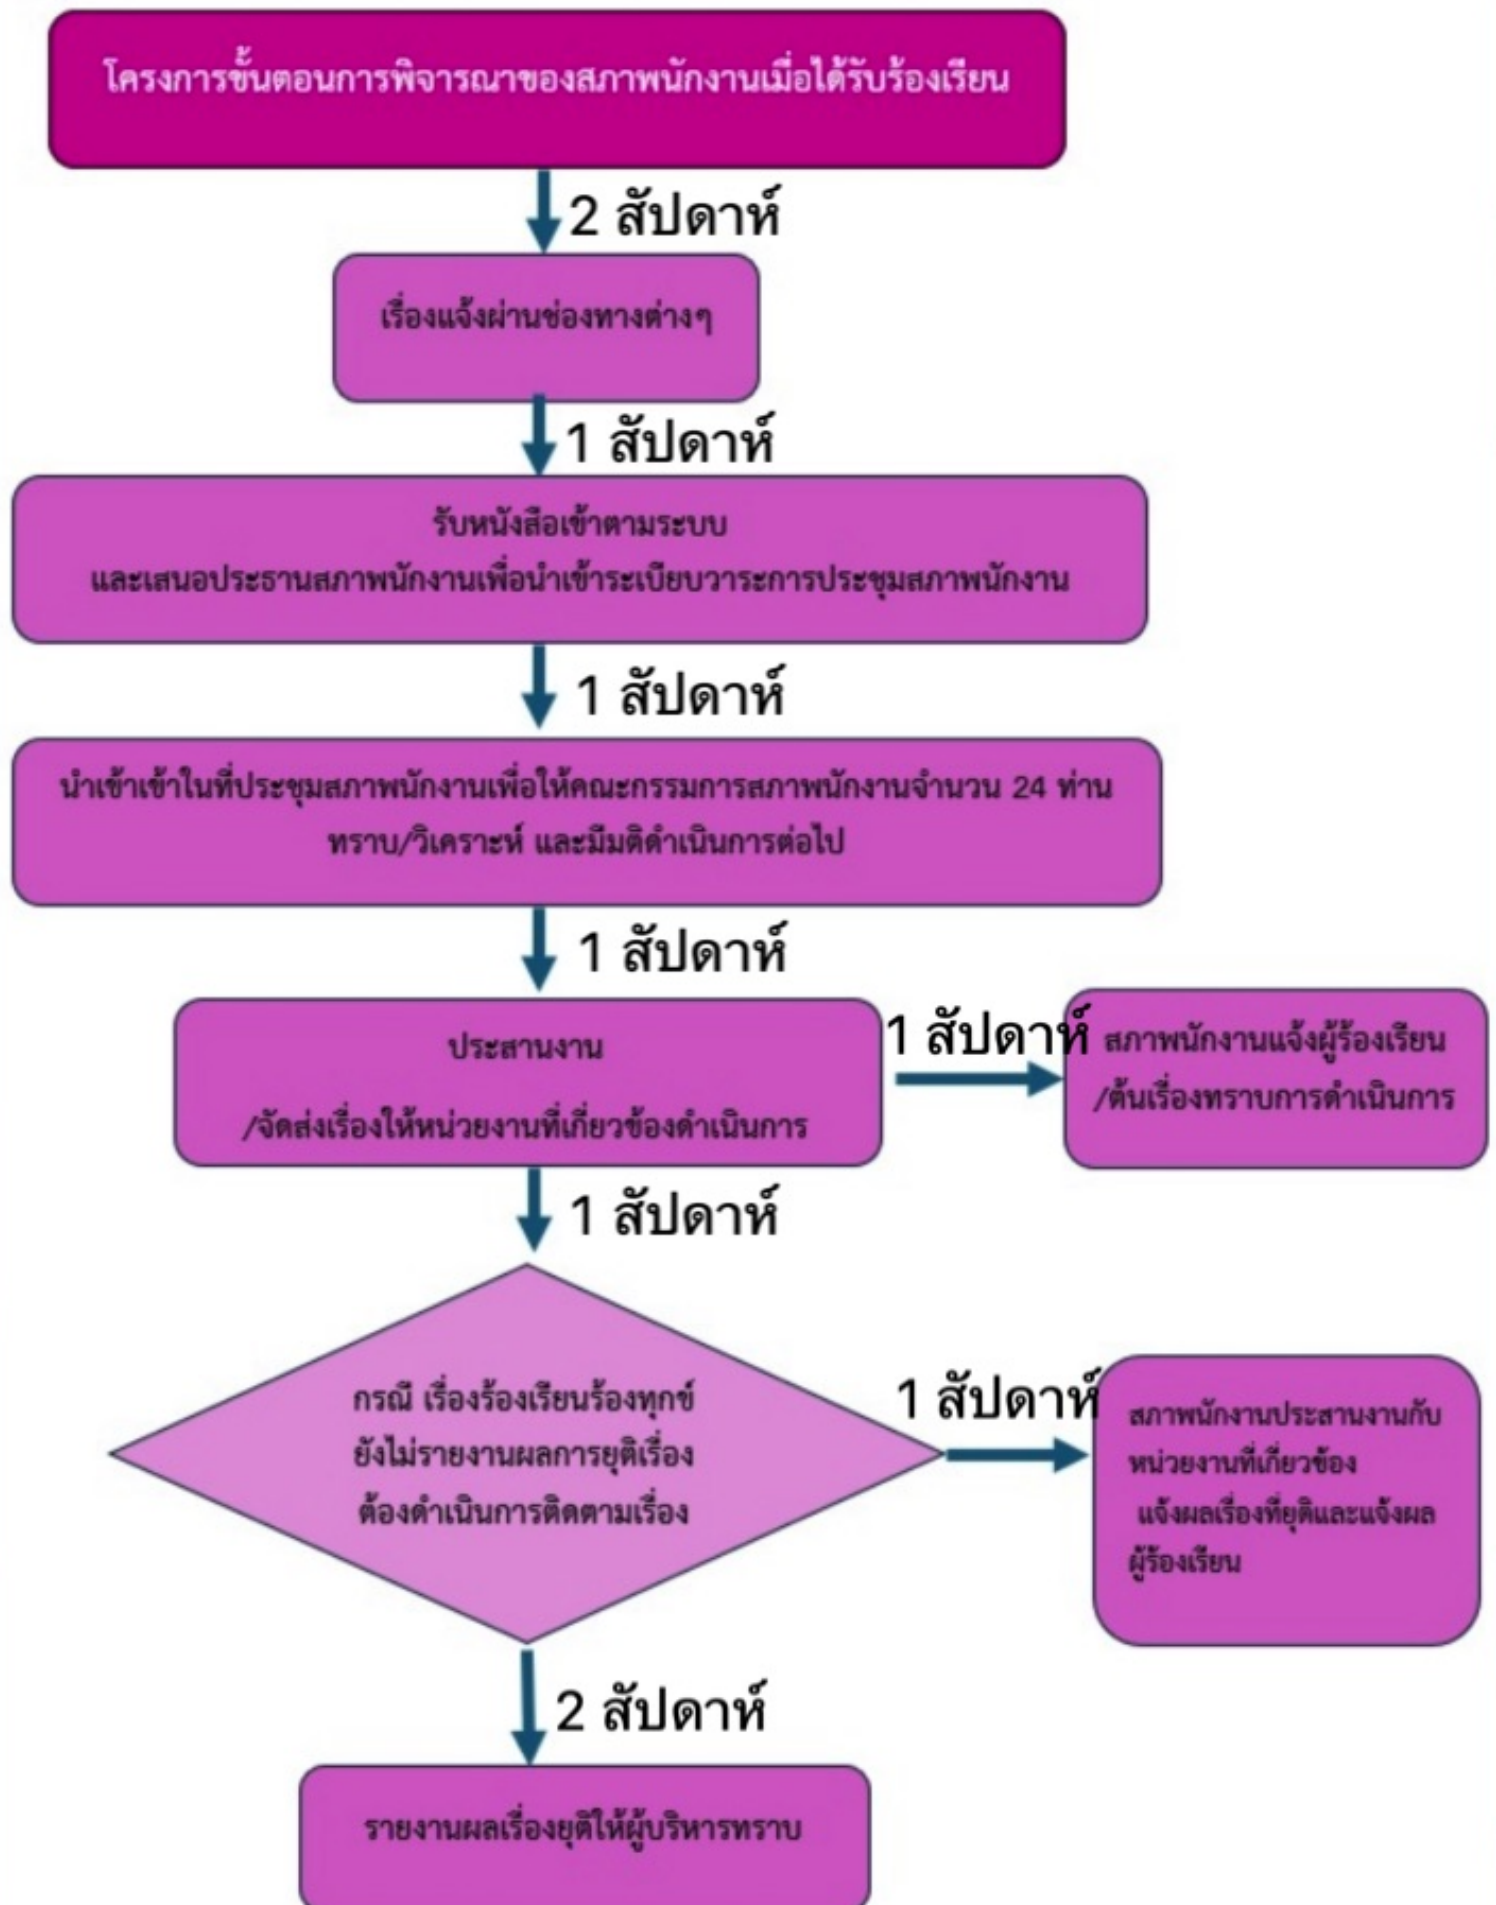 โครงการขั้นตอนการพิจารณาของสภาพนักงานเมื่อได้รับร้องเรียน
2 สัปดาห์
เรื่องแจ้งผ่านช่องทางต่างๆ
1 สัปดาห์
รับหนังสือเข้าตามระบบ
และเสนอประธานสภาพนักงานเพื่อนำเข้าระเบียบวาระการประชุมสภาพนักงาน
1 สัปดาห์
นำเข้าเข้าในที่ประชุมสภาพนักงานเพื่อให้คณะกรรมการสภาพนักงานจำนวน 24 ท่าน
ทราบ/วิเคราะห์ และมีมติดำเนินการต่อไป
1 สัปดาห์
ประสานงาน
/จัดส่งเรื่องให้หน่วยงานที่เกี่ยวข้องดำเนินการ
1 สัปดาห์
สภาพนักงานแจ้งผู้ร้องเรียน
/ต้นเรื่องทราบการดำเนินการ
1 สัปดาห์
กรณี เรื่องร้องเรียนร้องทุกข์
ยังไม่รายงานผลการยุติเรื่อง
ต้องดำเนินการติดตามเรื่อง
1 สัปดาห์
สภาพนักงานประสานงานกับ
หน่วยงานที่เกี่ยวข้อง
แจ้งผลเรื่องที่ยุติและแจ้งผล
ผู้ร้องเรียน
2 สัปดาห์
รายงานผลเรื่องยุติให้ผู้บริหารทราบ